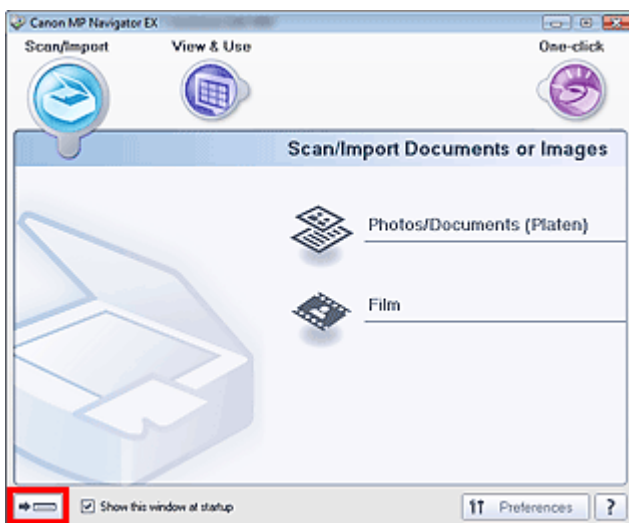 Canon MP Navigator EX
Scan/Import View & Use One-click
Scan/Import Documents or Images
Photos/Documents (Platen)
Film
Show this window at startup Preferences ?